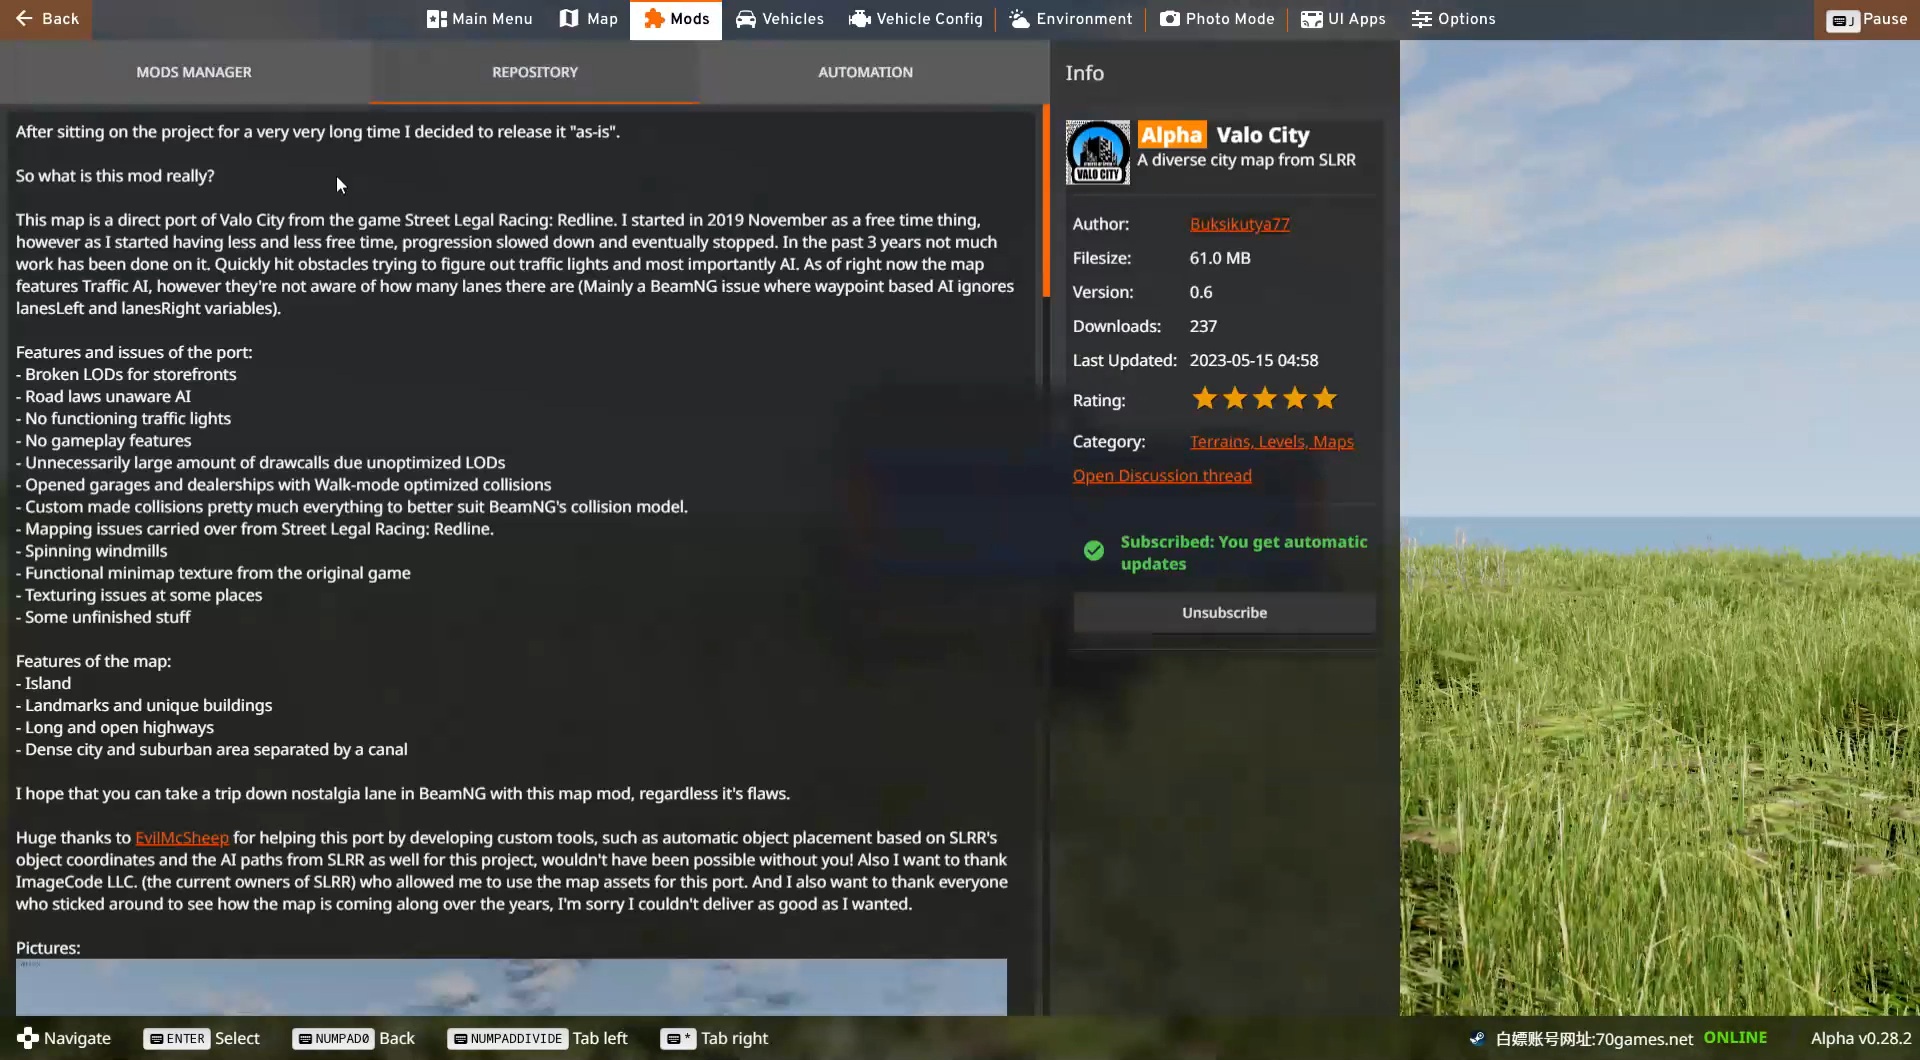 Back
Main Menu
Map
Mods
Vehicles
Vehicle Config
Environment
Photo Mode
UI Apps
Options
J Pause
MODS MANAGER
REPOSITORY
AUTOMATION
After sitting on the project for a very very long time I decided to release it "as-is".
So what is this mod really?
This map is a direct port of Valo City from the game Street Legal Racing: Redline. I started in 2019 November as a free time thing,
however as I started having less and less free time, progression slowed down and eventually stopped. In the past 3 years not much
work has been done on it. Quickly hit obstacles trying to figure out traffic lights and most importantly AI. As of right now the map
features Traffic AI, however they're not aware of how many lanes there are (Mainly a BeamNG issue where waypoint based AI ignores
lanesLeft and lanesRight variables).
Features and issues of the port:
- Broken LODs for storefronts
- Road laws unaware AI
- No functioning traffic lights
- No gameplay features
- Unnecessarily large amount of drawcalls due unoptimized LODs
- Opened garages and dealerships with Walk-mode optimized collisions
- Custom made collisions pretty much everything to better suit BeamNG's collision model.
- Mapping issues carried over from Street Legal Racing: Redline.
- Spinning windmills
- Functional minimap texture from the original game
- Texturing issues at some places
- Some unfinished stuff
Features of the map:
- Island
- Landmarks and unique buildings
- Long and open highways
- Dense city and suburban area separated by a canal
I hope that you can take a trip down nostalgia lane in BeamNG with this map mod, regardless it's flaws.
Huge thanks to EvilMcSheep for helping this port by developing custom tools, such as automatic object placement based on SLRR's
object coordinates and the AI paths from SLRR as well for this project, wouldn't have been possible without you! Also I want to thank
ImageCode LLC. (the current owners of SLRR) who allowed me to use the map assets for this port. And I also want to thank everyone
who sticked around to see how the map is coming along over the years, I'm sorry I couldn't deliver as good as I wanted.
Pictures:
Info
VALO CITY
Alpha Valo City
A diverse city map from SLRR
Author: Buksikutya77
Filesize: 61.0 MB
Version: 0.6
Downloads: 237
Last Updated: 2023-05-15 04:58
Rating:
Category: Terrains, Levels, Maps
Open Discussion thread
Subscribed: You get automatic
updates
Unsubscribe
Navigate
ENTER Select
NUMPAD0 Back
NUMPADDIVIDE Tab left
* Tab right
白嫖账号网址:70games.net ONLINE
Alpha v0.28.2